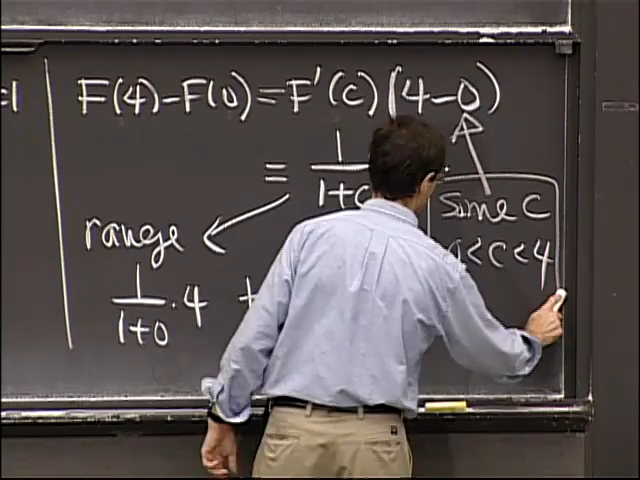 F(4)-F(0)=F'(c)(4-0)
= 1/(1+c
some c
0<c<4
range
1/(1+0) · 4